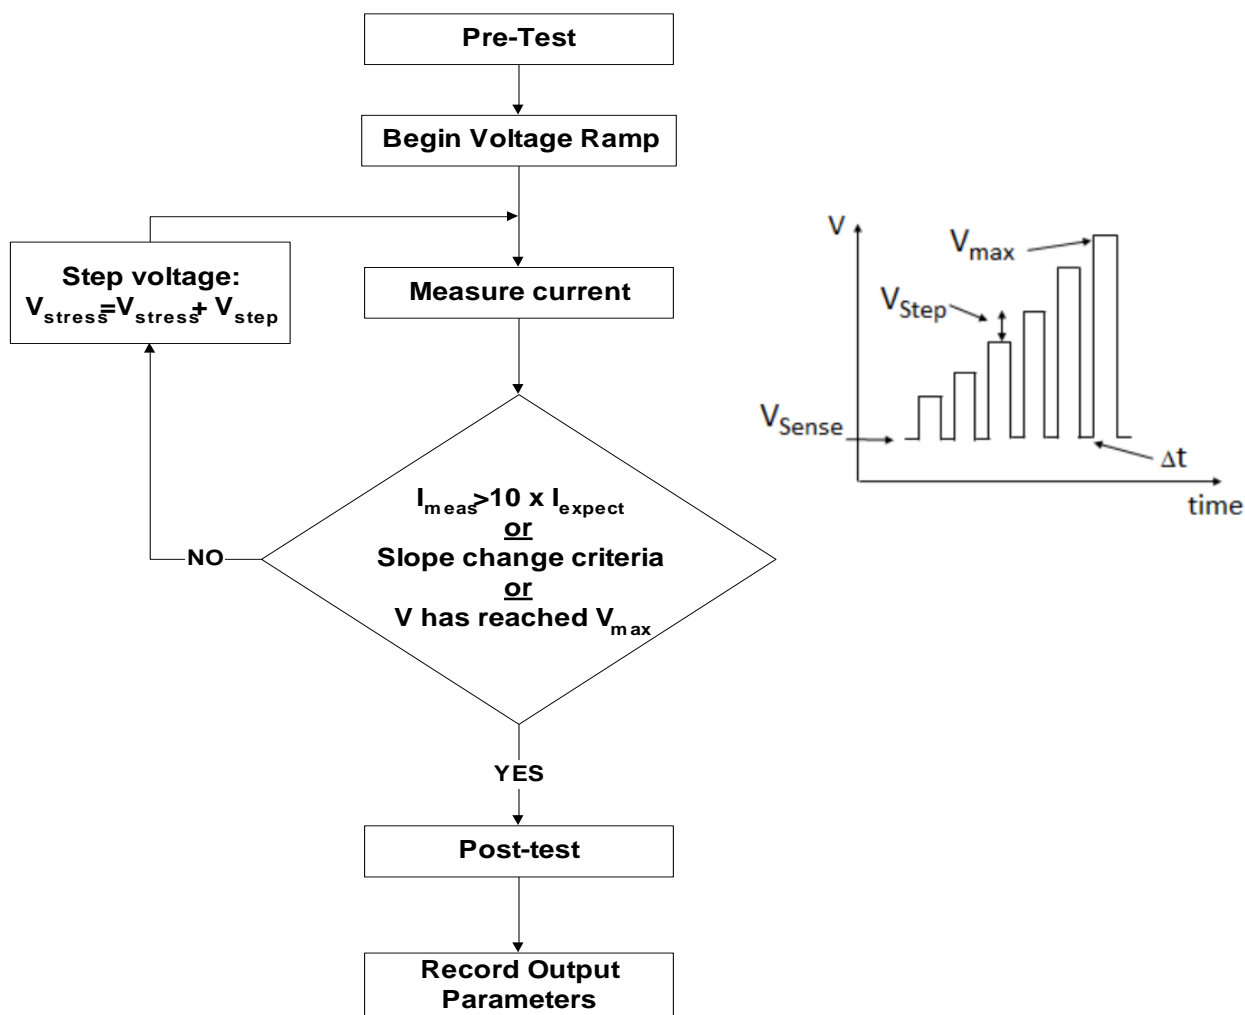 Pre-Test
Begin Voltage Ramp
Step voltage:
Vstress=Vstress+ Vstep
Measure current
Imeas>10 x Iexpect
or
Slope change criteria
or
V has reached Vmax
NO
YES
Post-test
Record Output
Parameters
V
Vmax
VStep
VSense
Δt
time